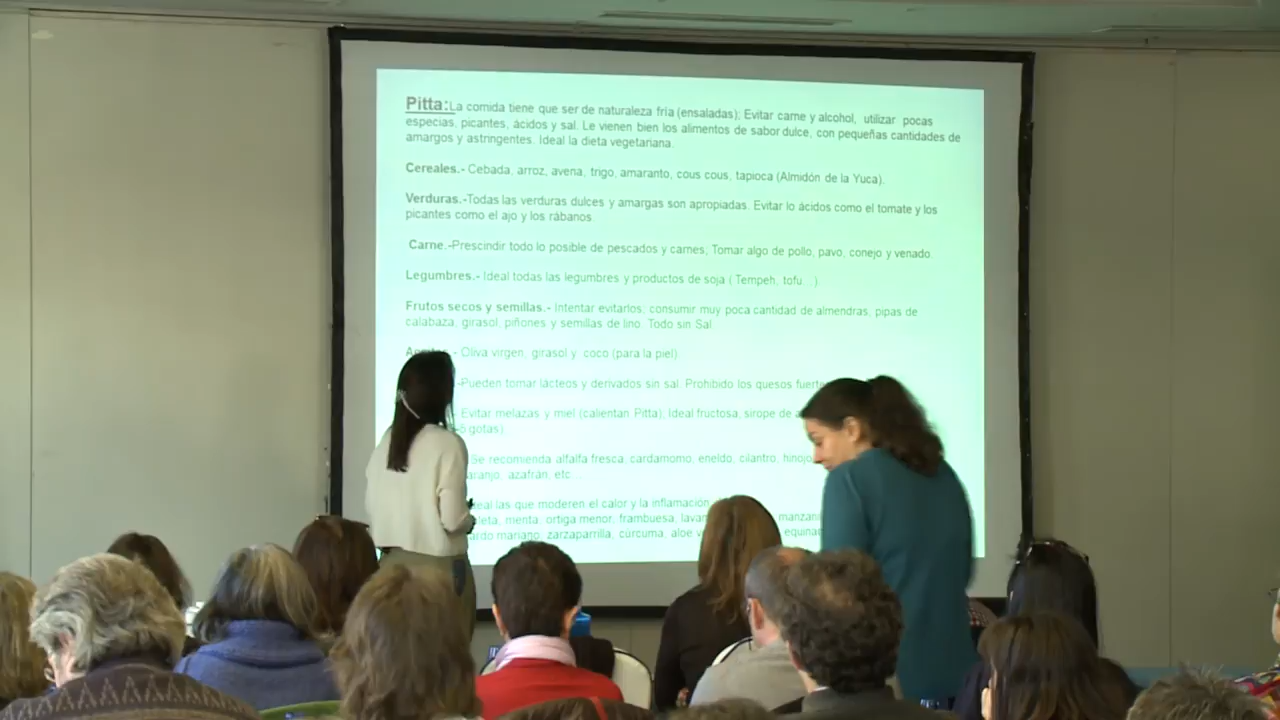 Pitta:La comida tiene que ser de naturaleza fría (ensaladas); Evitar carne y alcohol, utilizar pocas
especias, picantes, ácidos y sal. Le vienen bien los alimentos de sabor dulce, con pequeñas cantidades de
amargos y astringentes. Ideal la dieta vegetariana.
Cereales.- Cebada, arroz, avena, trigo, amaranto, cous cous, tapioca (Almidón de la Yuca).
Verduras.-Todas las verduras dulces y amargas son apropiadas. Evitar lo ácidos como el tomate y los
picantes como el ajo y los rábanos.
Carne.-Prescindir todo lo posible de pescados y carnes; Tomar algo de pollo, pavo, conejo y venado
Legumbres.- Ideal todas las legumbres y productos de soja ( Tempeh, tofu...).
Frutos secos y semillas.- Intentar evitarlos, consumir muy poca cantidad de almendras, pipas de
calabaza, girasol, piñones y semillas de lino. Todo sin Sal.
Oliva virgen, girasol y coco (para la piel).
-Pueden tomar lácteos y derivados sin sal. Prohibido los quesos
Evitar melazas y miel (calientan Pitta); Ideal fructosa, sirope de
5 gotas)
Se recomienda alfalfa fresca, cardamomo, eneldo, cilantro,
azafrán, etc...
las que moderen el calor y la inflamación
menta, ortiga menor, frambuesa,
mariano, zarzaparrilla, cúrcuma, aloe